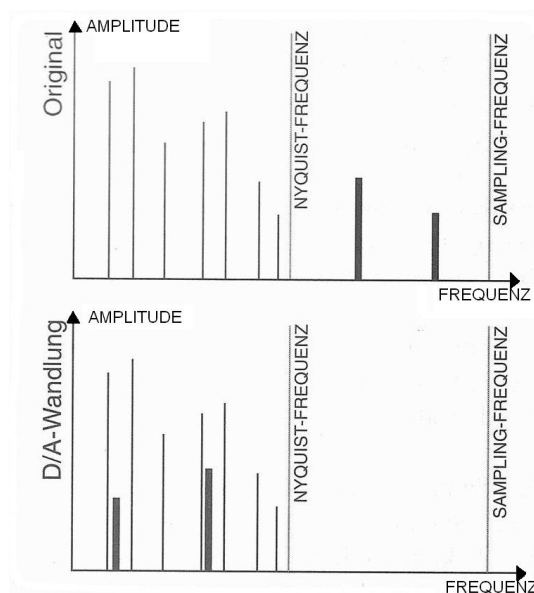 AMPLITUDE
Original
NYQUIST-FREQUENZ
SAMPLING-FREQUENZ
FREQUENZ
AMPLITUDE
D/A-Wandlung
NYQUIST-FREQUENZ
SAMPLING-FREQUENZ
FREQUENZ